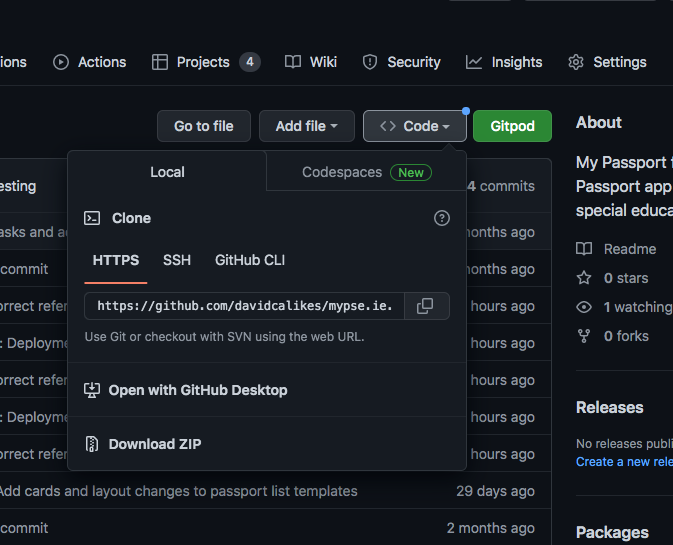 ions Actions Projects 4 Wiki Security Insights Settings
Go to file Add file Code Gitpod
About
My Passport
Passport app
special educa
Local Codespaces New
esting 4 commits
Clone
asks and a onths ago
HTTPS SSH GitHub CLI
commit onths ago
https://github.com/davidcalikes/mypse.ie.
orrect refer hours ago
Use Git or checkout with SVN using the web URL.
: Deployme hours ago
Open with GitHub Desktop
orrect refer hours ago
: Deployme hours ago
Download ZIP
orrect refer hours ago
Add cards and layout changes to passport list templates 29 days ago
commit 2 months ago
Readme
0 stars
1 watching
0 forks
Releases
No releases publi
Create a new rele
Packages